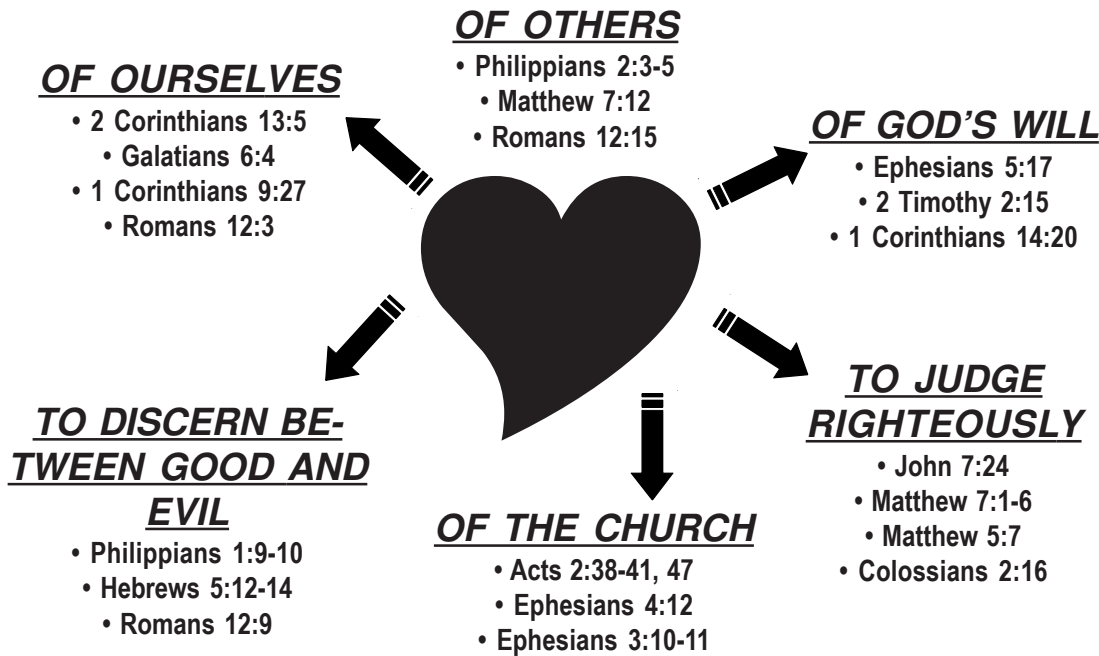 OF OTHERS
• Philippians 2:3-5
• Matthew 7:12
• Romans 12:15
OF OURSELVES
• 2 Corinthians 13:5
• Galatians 6:4
• 1 Corinthians 9:27
• Romans 12:3
OF GOD’S WILL
• Ephesians 5:17
• 2 Timothy 2:15
• 1 Corinthians 14:20
TO DISCERN BE-
TWEEN GOOD AND
EVIL
• Philippians 1:9-10
• Hebrews 5:12-14
• Romans 12:9
OF THE CHURCH
• Acts 2:38-41, 47
• Ephesians 4:12
• Ephesians 3:10-11
TO JUDGE
RIGHTEOUSLY
• John 7:24
• Matthew 7:1-6
• Matthew 5:7
• Colossians 2:16